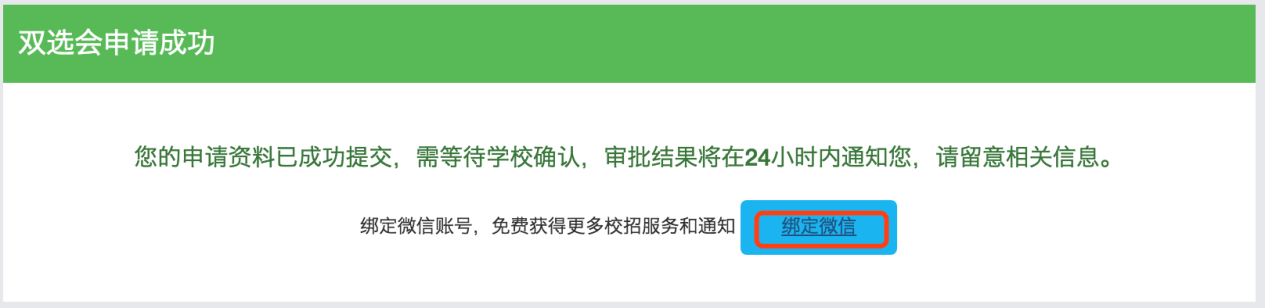 双选会申请成功
您的申请资料已成功提交，需等待学校确认，审批结果将在24小时内通知您，请留意相关信息。
绑定微信账号，免费获得更多校招服务和通知 绑定微信